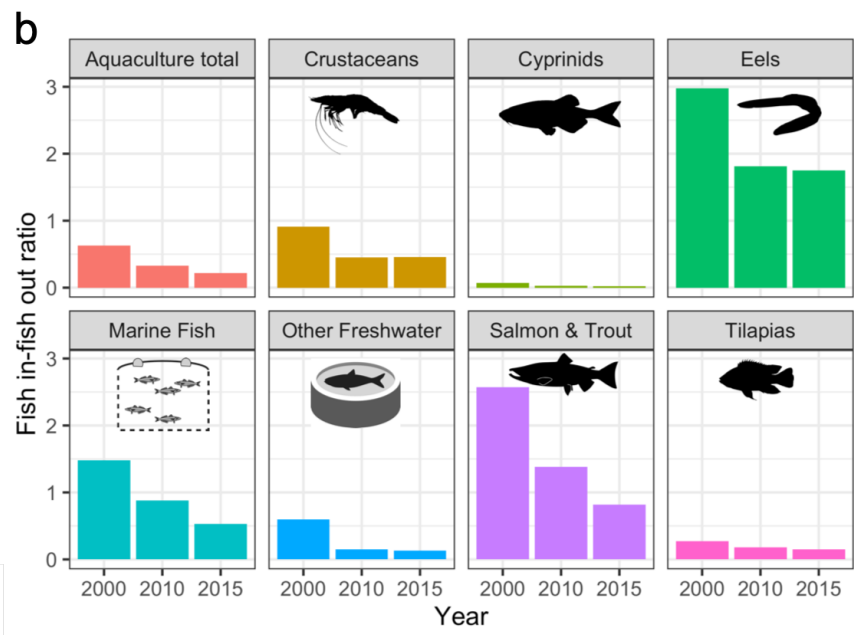 b
Aquaculture total
Crustaceans
Cyprinids
Eels
3
2
1
0
Marine Fish
Other Freshwater
Salmon & Trout
Tilapias
3
2
1
0
Fish in-fish out ratio
2000 2010 2015
2000 2010 2015
2000 2010 2015
2000 2010 2015
Year